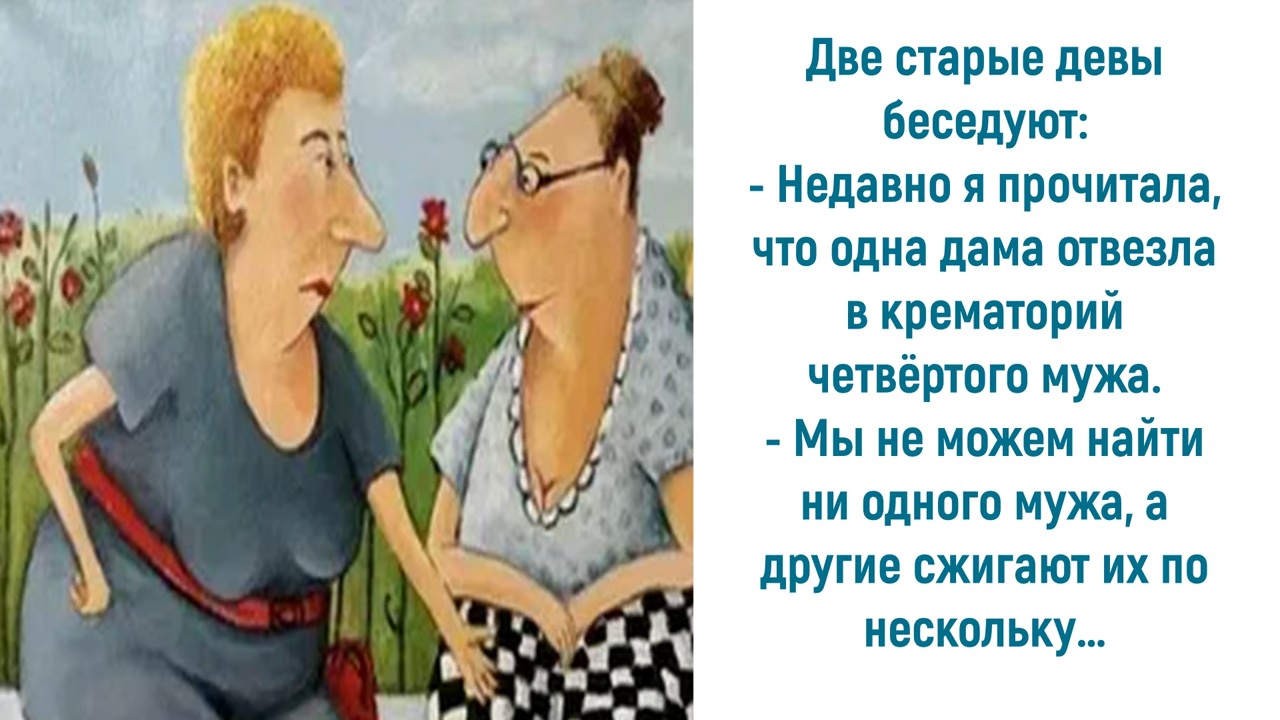 Две старые девы
беседуют:
- Недавно я прочитала,
что одна дама отвезла
в крематорий
четвёртого мужа.
- Мы не можем найти
ни одного мужа, а
другие сжигают их по
нескольку...